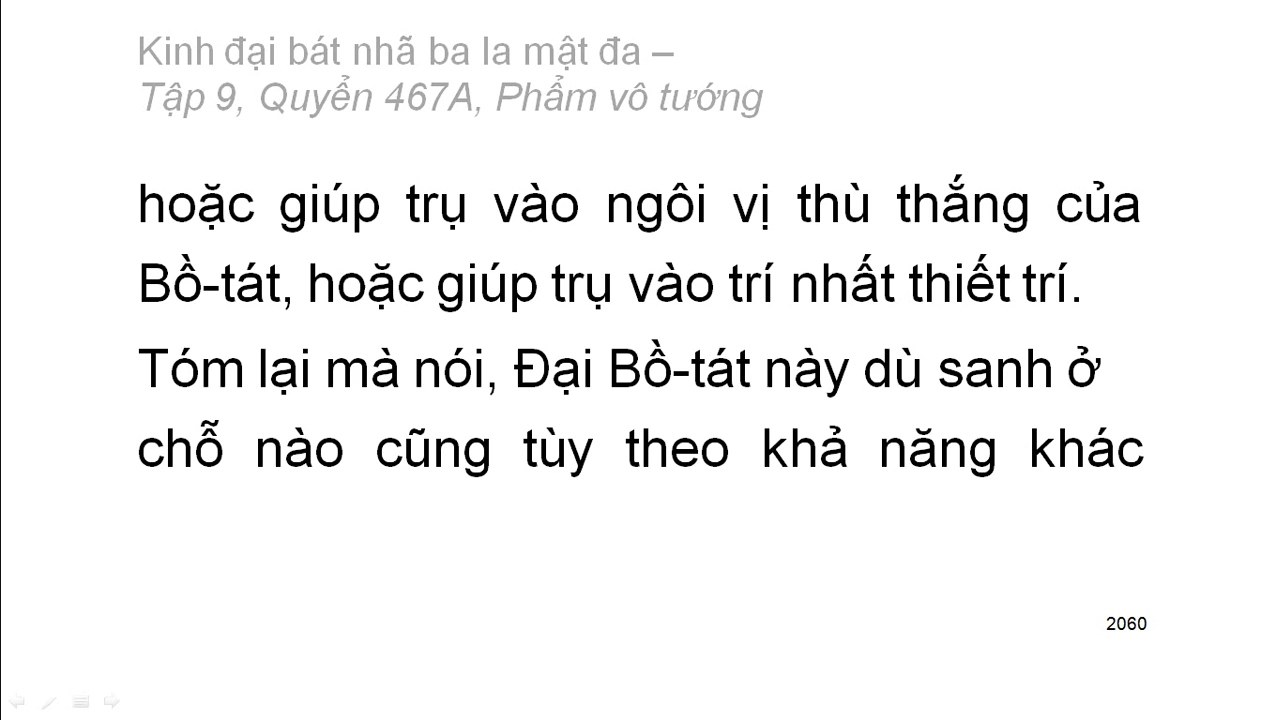 Kinh đại bát nhã ba la mật đa –
Tập 9, Quyển 467A, Phẩm vô tướng
hoặc giúp trụ vào ngôi vị thù thắng của
Bồ-tát, hoặc giúp trụ vào trí nhất thiết trí.
Tóm lại mà nói, Đại Bồ-tát này dù sanh ở
chỗ nào cũng tùy theo khả năng khác
2060